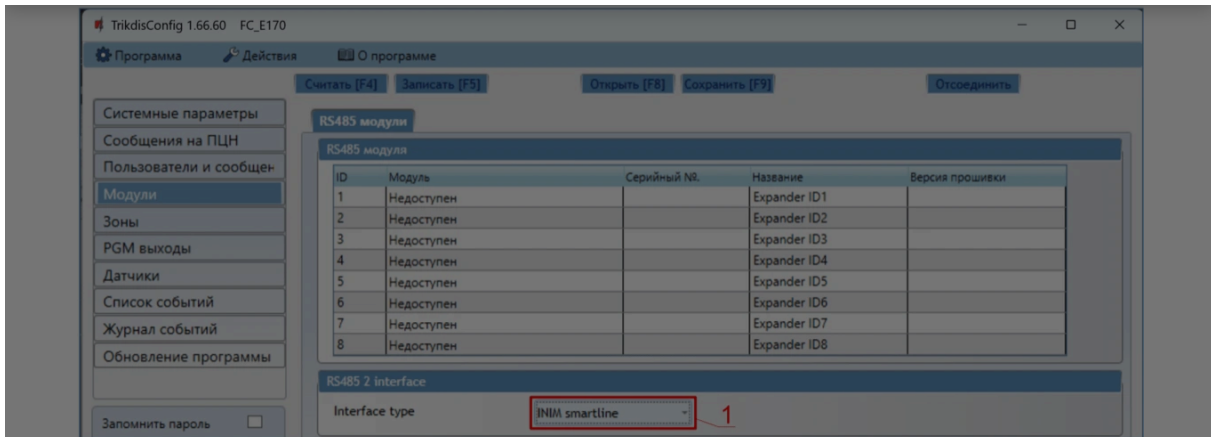 TrikdisConfig 1.66.60 FC_E170
Программа Действия О программе
Считать [F4] Записать [F5] Открыть [F8] Сохранить [F9] Отсоединить
Системные параметры
Сообщения на ПЦН
Пользователи и сообщен
Модули
Зоны
PGM выходы
Датчики
Список событий
Журнал событий
Обновление программы
Запомнить пароль
RS485 модули
RS485 модуля
ID Модуль Серийный №. Название Версия прошивки
1 Недоступен Expander ID1
2 Недоступен Expander ID2
3 Недоступен Expander ID3
4 Недоступен Expander ID4
5 Недоступен Expander ID5
6 Недоступен Expander ID6
7 Недоступен Expander ID7
8 Недоступен Expander ID8
RS485 2 interface
Interface type INIM smartline 1